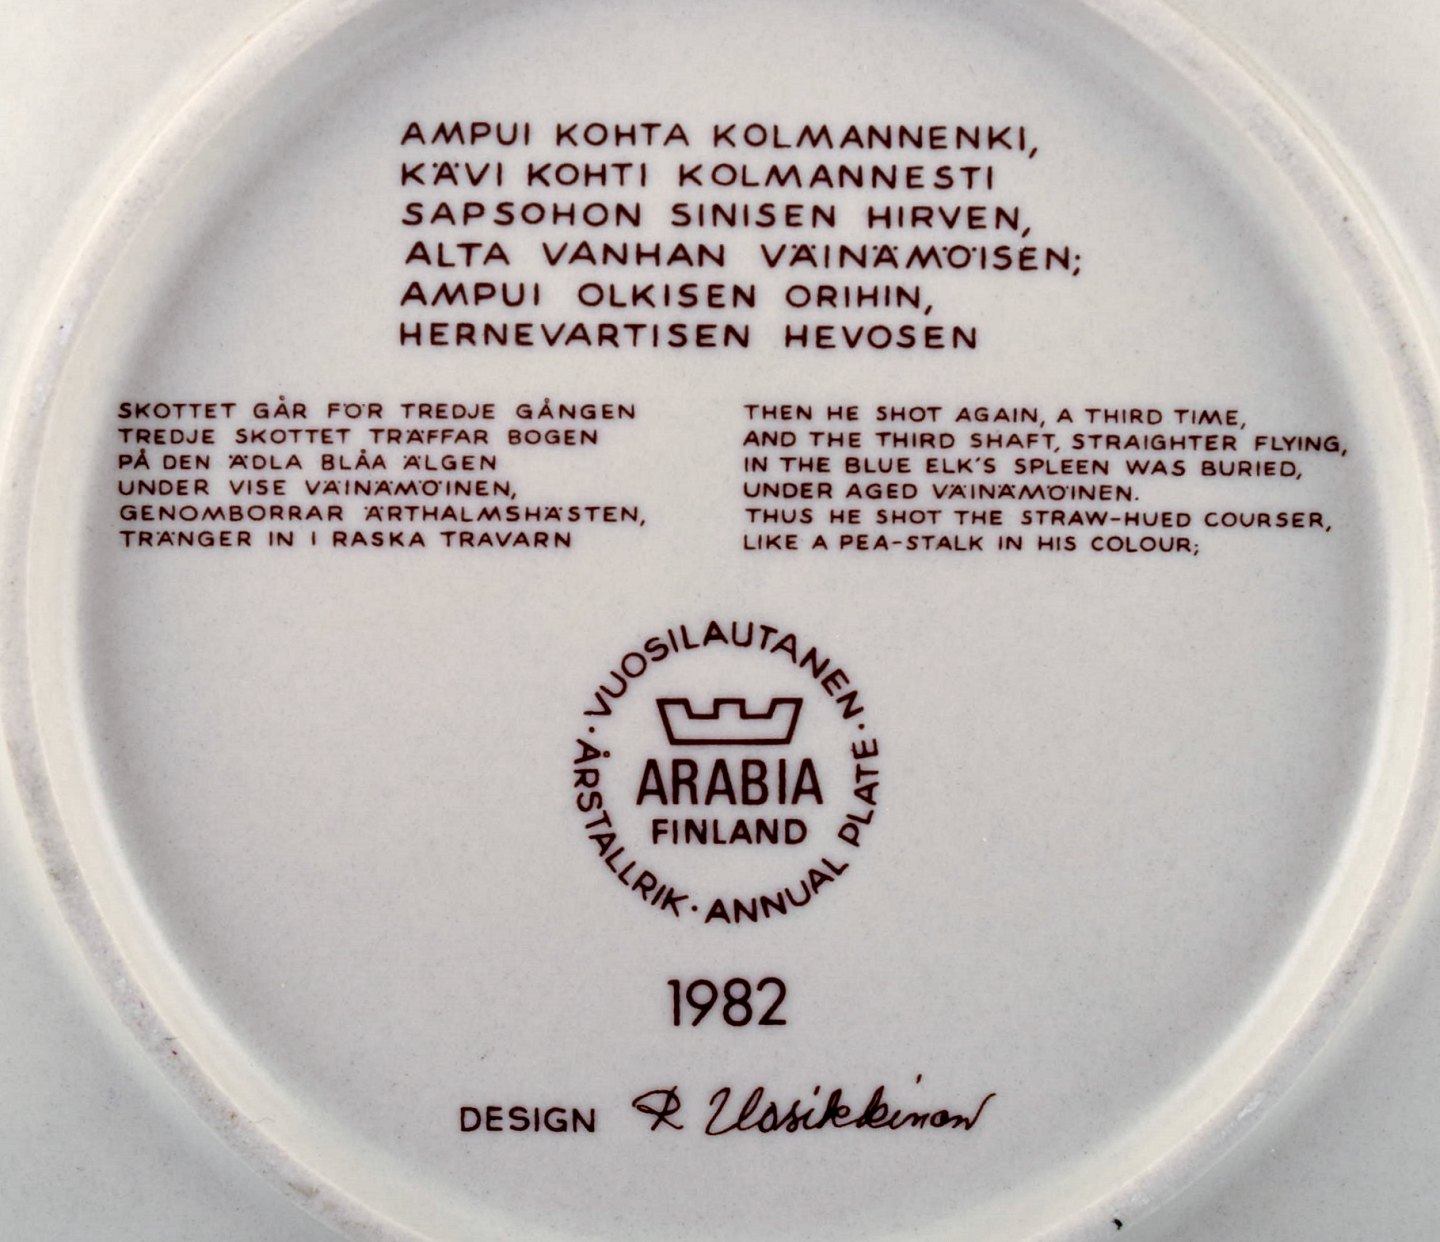 AMPUI KOHTA KOLMANNENKI,
KÄVI KOHTI KOLMANNESTI
SAPSOHON SINISEN HIRVEN,
ALTA VANHAN VÄINÄMÖISEN;
AMPUI OLKISEN ORIHIN,
HERNEVARTISEN HEVOSEN
SKOTTET GÅR FÖR TREDJE GÅNGEN
TREDJE SKOTTET TRÄFFAR BOGEN
PÅ DEN ÄDLA BLÅA ÄLGEN
UNDER VISE VÄINÄMÖINEN,
GENOMBORRAR ÄRTHALMSHÄSTEN,
TRÄNGER IN I RASKA TRAVARN
THEN HE SHOT AGAIN, A THIRD TIME,
AND THE THIRD SHAFT, STRAIGHTER FLYING,
IN THE BLUE ELK'S SPLEEN WAS BURIED,
UNDER AGED VÄINÄMÖINEN.
THUS HE SHOT THE STRAW-HUED COURSER,
LIKE A PEA-STALK IN HIS COLOUR;
· VUOSILAUTANEN · ANNUAL PLATE
· ÅRSTALLRIK
ARABIA
FINLAND
1982
DESIGN R Uosikkinen